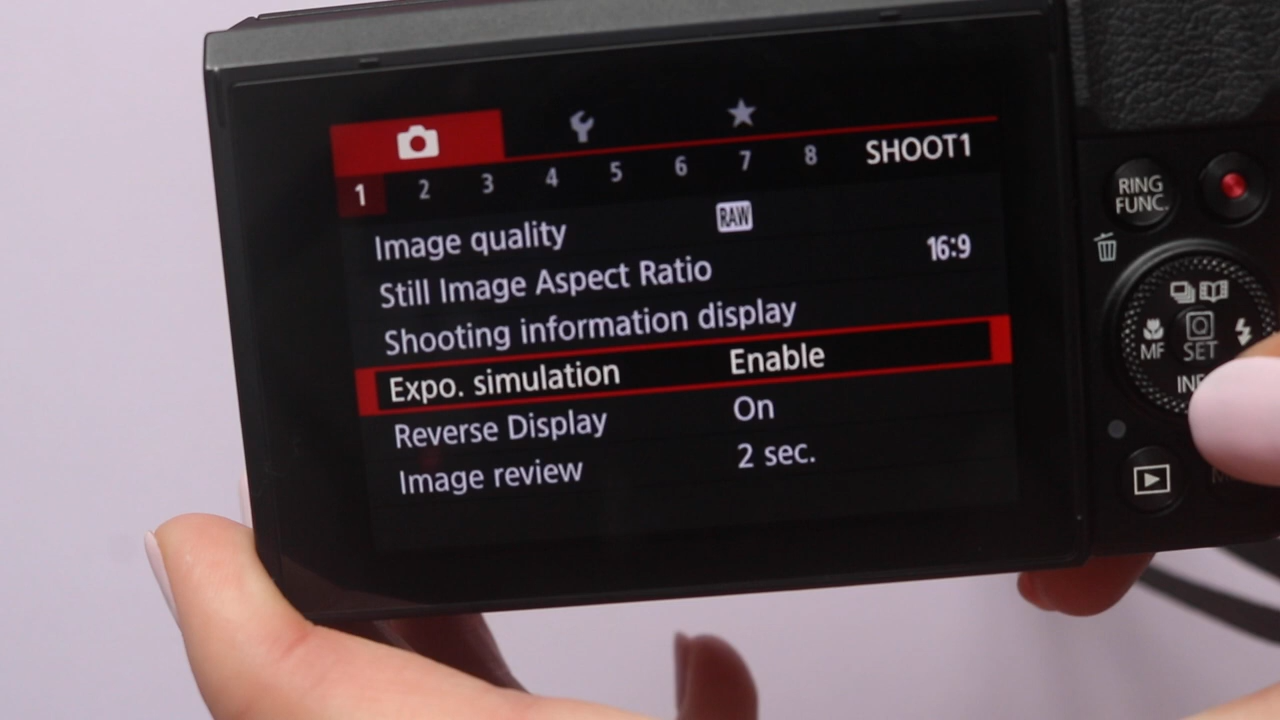 1 2 3 4 5 6 7 8 SHOOT1
Image quality RAW
Still Image Aspect Ratio 16:9
Shooting information display
Expo. simulation Enable
Reverse Display On
Image review 2 sec.
RING
FUNC.
MF
Q
SET